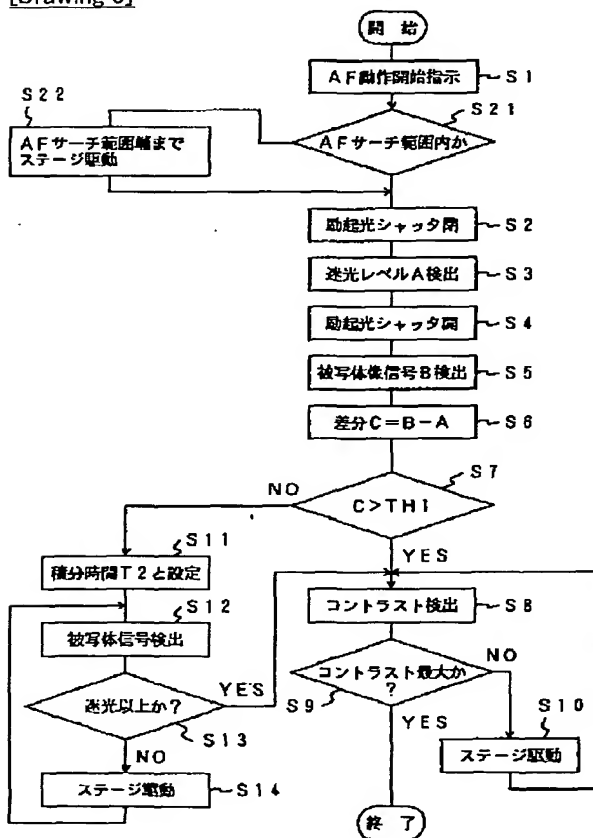 開 始
AF動作開始指示
S1
S22
S21
AFサーチ範囲端まで
ステージ駆動
AFサーチ範囲内か
励起光シャッタ閉
S2
迷光レベルA検出
S3
励起光シャッタ開
S4
被写体像信号B検出
S5
差分C=B-A
S6
S7
NO
C>TH1
S11
YES
積分時間T2と設定
S12
コントラスト検出
S8
被写体信号検出
コントラスト最大か
?
NO
迷光以上か?
YES
S9
S10
S13
YES
NO
ステージ駆動
ステージ駆動
S14
終 了